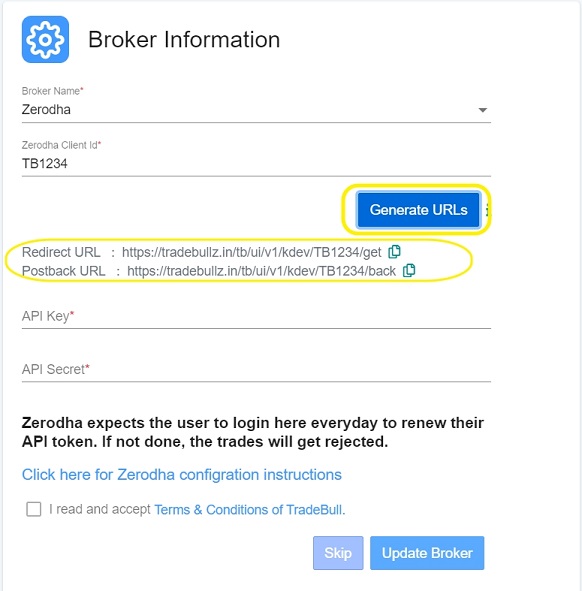 Broker Information
Broker Name*
Zerodha
Zerodha Client Id*
TB1234
Generate URLs
Redirect URL : https://tradebullz.in/tb/ui/v1/kdev/TB1234/get
Postback URL : https://tradebullz.in/tb/ui/v1/kdev/TB1234/back
API Key*
API Secret*
Zerodha expects the user to login here everyday to renew their
API token. If not done, the trades will get rejected.
Click here for Zerodha configration instructions
I read and accept Terms & Conditions of TradeBull.
Skip Update Broker